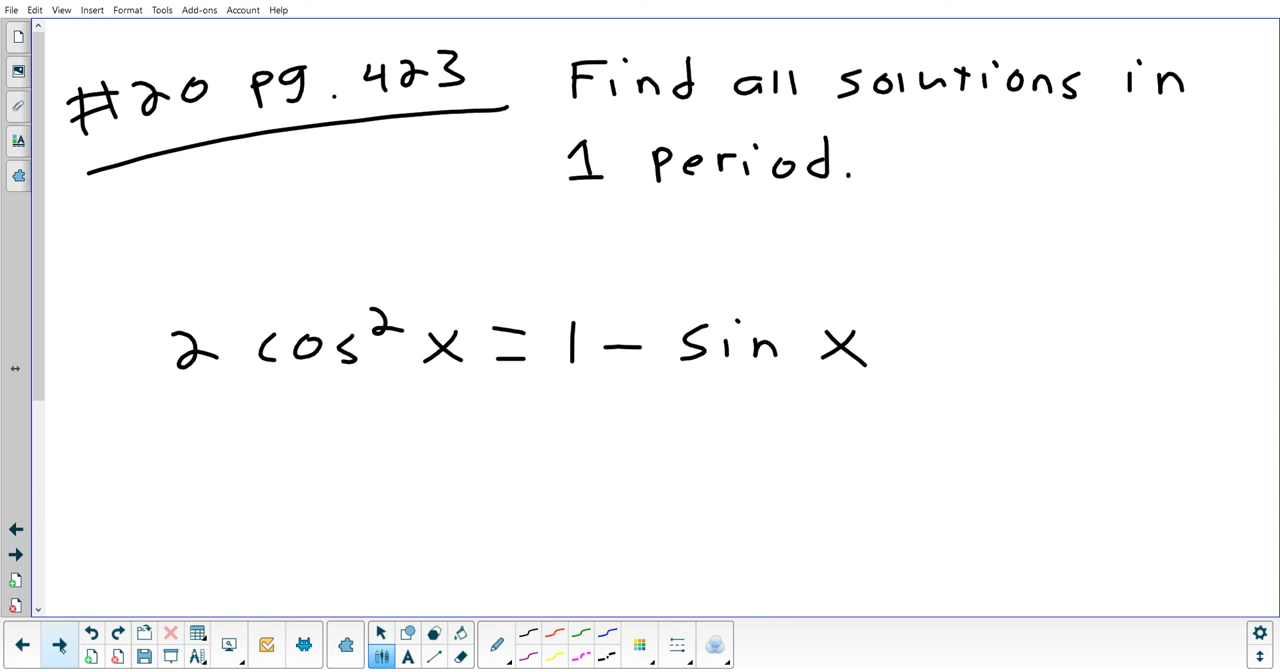 File Edit View Insert Format Tools Add-ons Account Help
#20 pg. 423 Find all solutions in
1 period.
2 cos² x = 1 - sin x